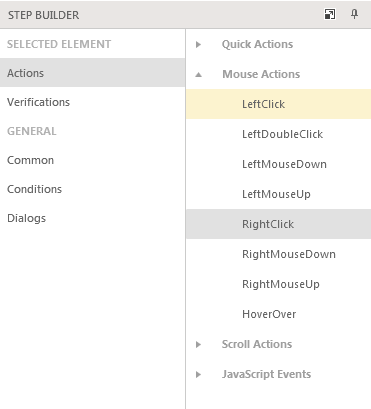 STEP BUILDER
SELECTED ELEMENT
Actions
Verifications
GENERAL
Common
Conditions
Dialogs
Quick Actions
Mouse Actions
LeftClick
LeftDoubleClick
LeftMouseDown
LeftMouseUp
RightClick
RightMouseDown
RightMouseUp
HoverOver
Scroll Actions
JavaScript Events